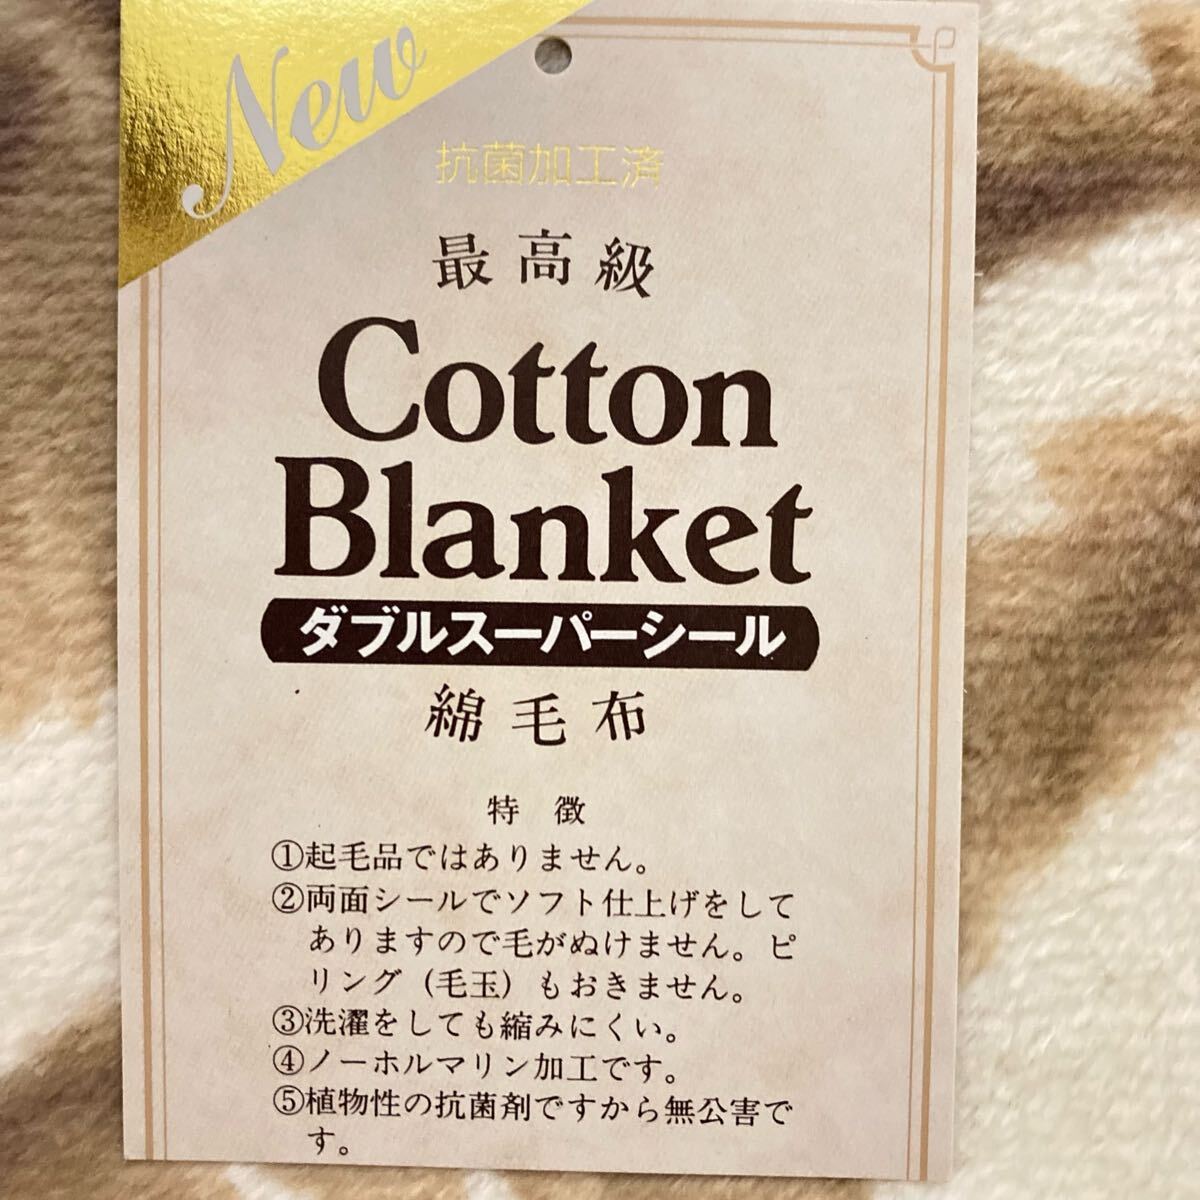 New
抗菌加工済
最高級
Cotton
Blanket
ダブルスーパーシール
綿毛布
特徴
①起毛品ではありません。
②両面シールでソフト仕上げをして
ありますので毛がぬけません。ピ
リング(毛玉)もおきません。
③洗濯をしても縮みにくい。
④ノーホルマリン加工です。
⑤植物性の抗菌剤ですから無公害で
す。